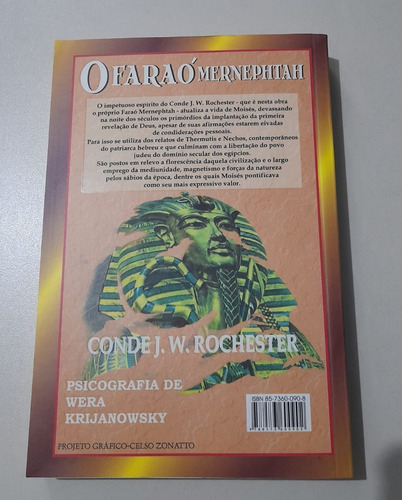 O FARAÓ MERNEPHTAH
O impetuoso espírito do Conde J. W. Rochester - que é nesta obra
o próprio Faraó Mernephtah - atualiza a vida de Moisés, devassando
na noite dos séculos os primórdios da implantação da primeira
revelação de Deus, apesar de suas afirmações estarem eivadas
de condiderações pessoais.
Para isso se utiliza dos relatos de Thermutis e Nechos, contemporâneos
do patriarca hebreu e que culminam com a libertação do povo
judeu do domínio secular dos egípcios.
São postos em relevo a florescência daquela civilização e o largo
emprego da mediunidade, magnetismo e forças da natureza
pelos sábios da época, dentre os quais Moisés pontificava
como seu mais expressivo valor.
CONDE J. W. ROCHESTER
PSICOGRAFIA DE
WERA
KRIJANOWSKY
ISBN 85-7360-090-8
PROJETO GRÁFICO-CELSO ZONATTO